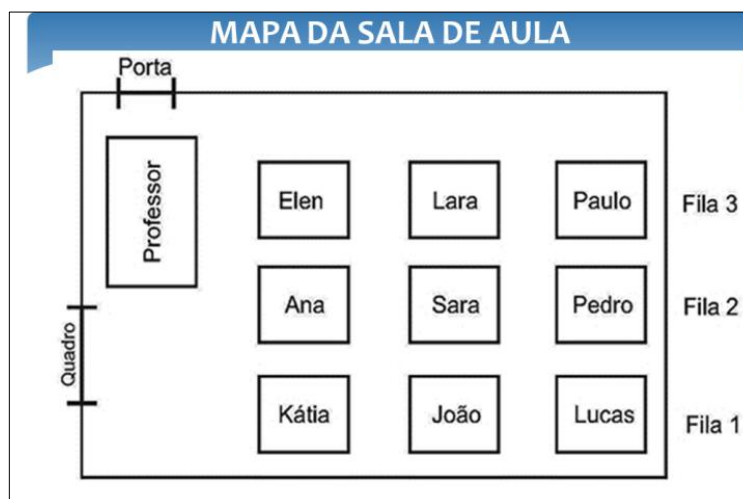 MAPA DA SALA DE AULA
Porta
Professor
Elen Lara Paulo Fila 3
Ana Sara Pedro Fila 2
Quadro
Kátia João Lucas Fila 1